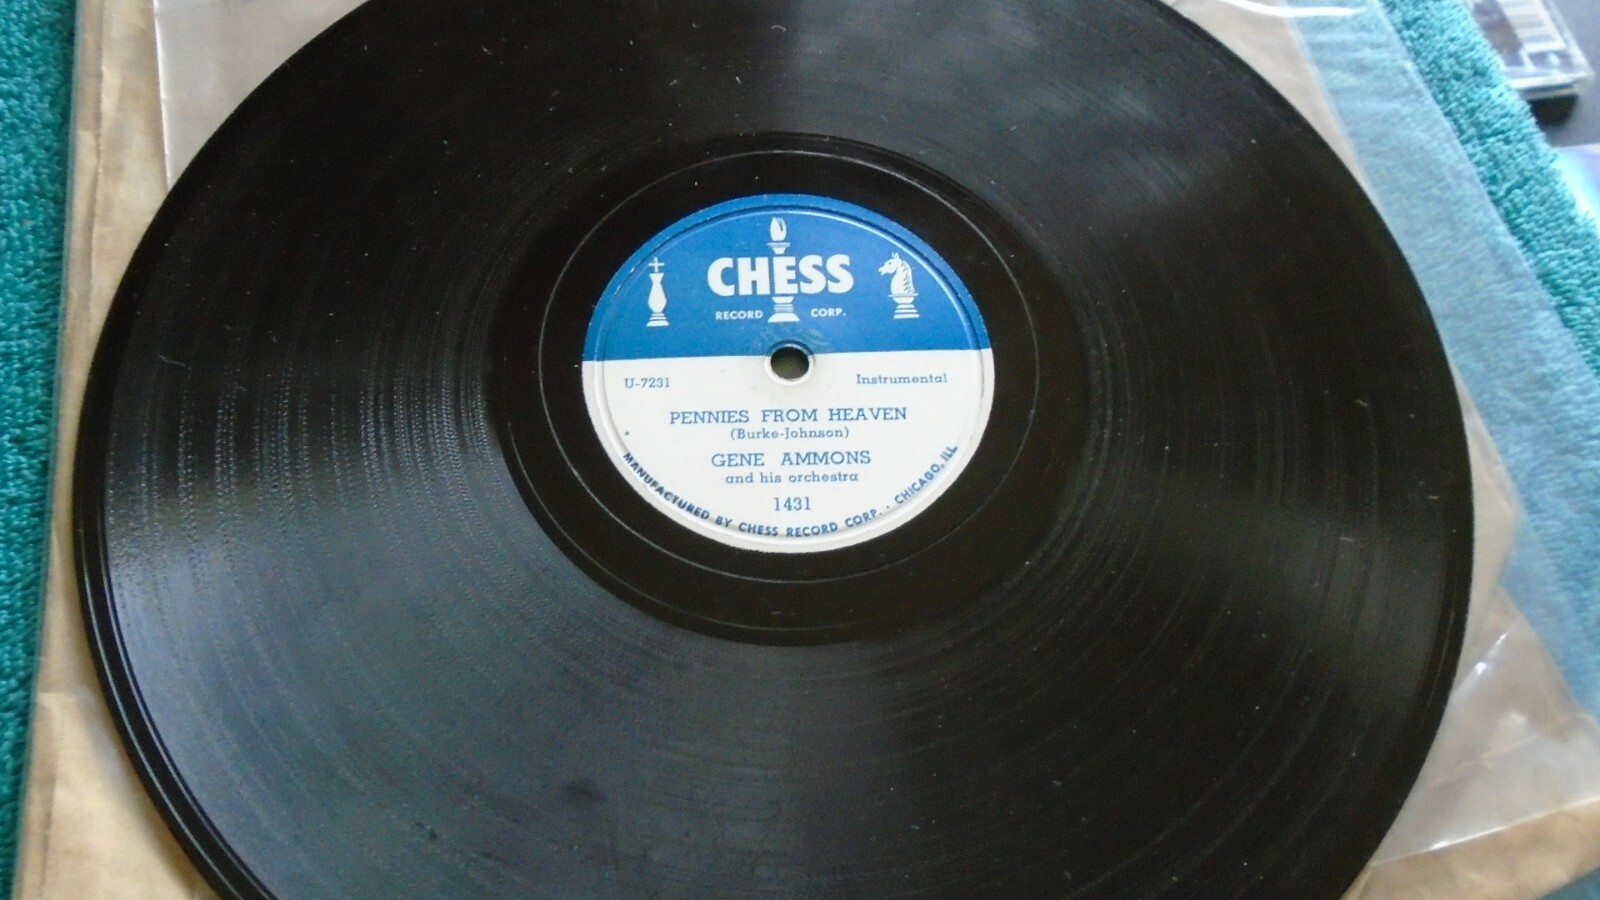 CHESS
RECORD CORP.
U-7231 Instrumental
PENNIES FROM HEAVEN
(Burke-Johnson)
GENE AMMONS
and his orchestra
1431
MANUFACTURED BY CHESS RECORD CORP. . CHICAGO, ILL